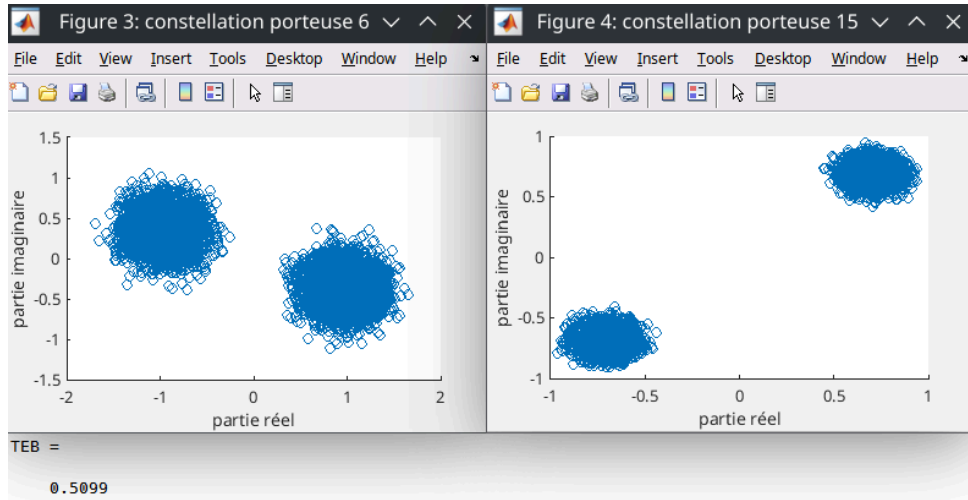 Figure 3: constellation porteuse 6
File Edit View Insert Tools Desktop Window Help
1.5
1
0.5
0
-0.5
-1
-1.5
-2 -1 0 1 2
partie imaginaire
partie réel
Figure 4: constellation porteuse 15
File Edit View Insert Tools Desktop Window Help
1
0.5
0
-0.5
-1
-1 -0.5 0 0.5 1
partie imaginaire
partie réel
TEB =
0.5099